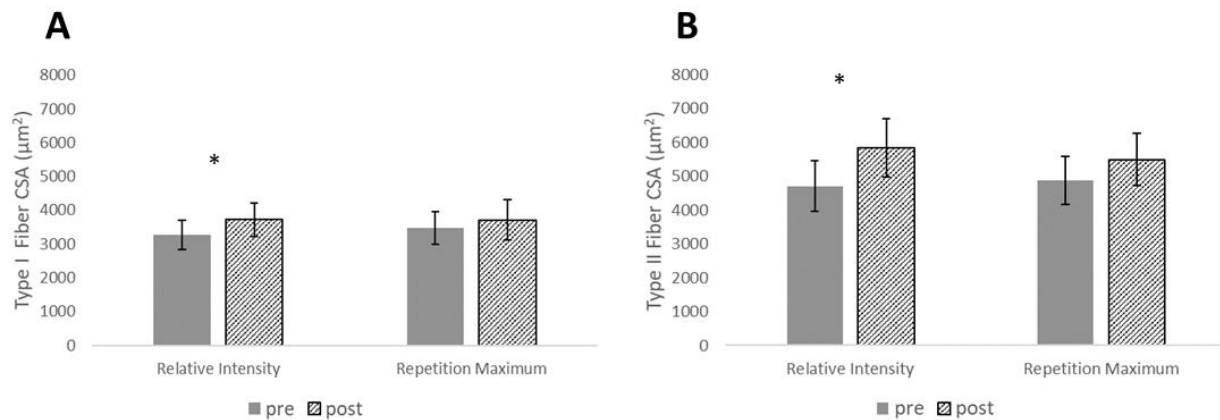 A
8000
7000
6000
5000
4000
3000
2000
1000
0
Type I Fiber CSA (µm²)
*
Relative Intensity
Repetition Maximum
pre
post
B
8000
7000
6000
5000
4000
3000
2000
1000
0
Type II Fiber CSA (µm²)
*
Relative Intensity
Repetition Maximum
pre
post